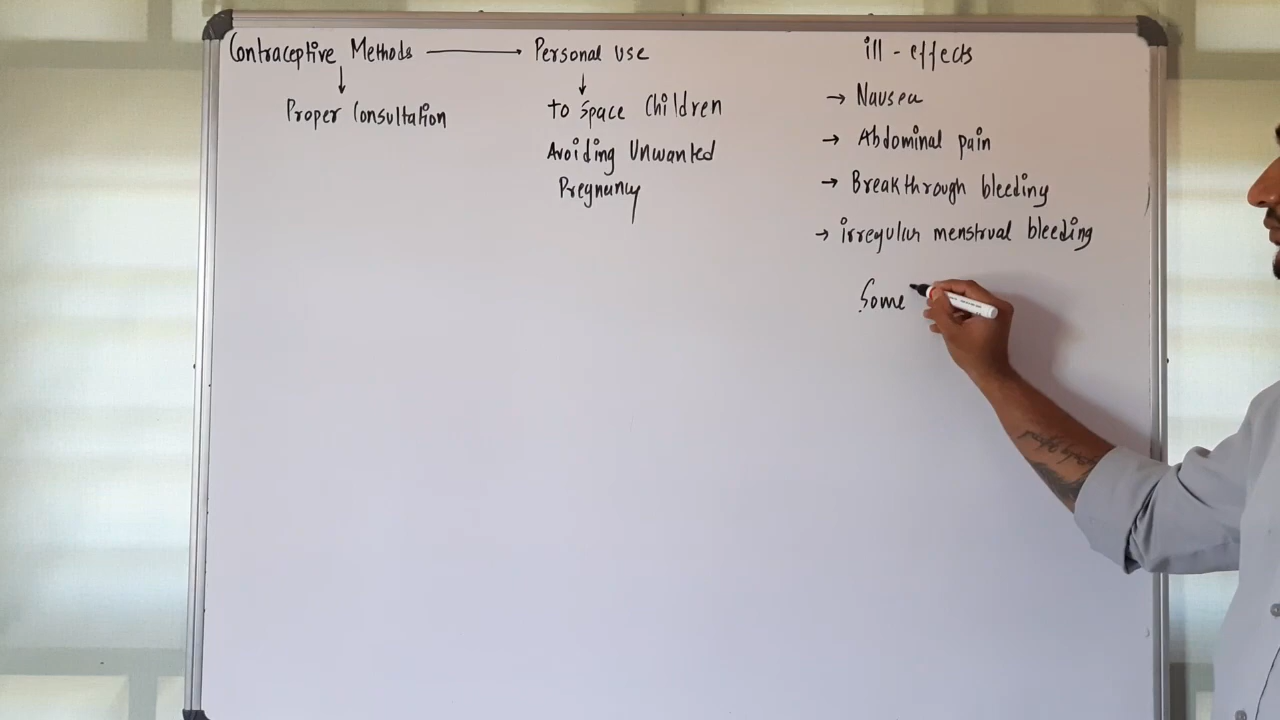 Contraceptive Methods → Personal use
↓
Proper Consultation
↓
to space Children
Avoiding Unwanted
Pregnancy
ill - effects
→ Nausea
→ Abdominal pain
→ Breakthrough bleeding
→ irregular menstrual bleeding
Some